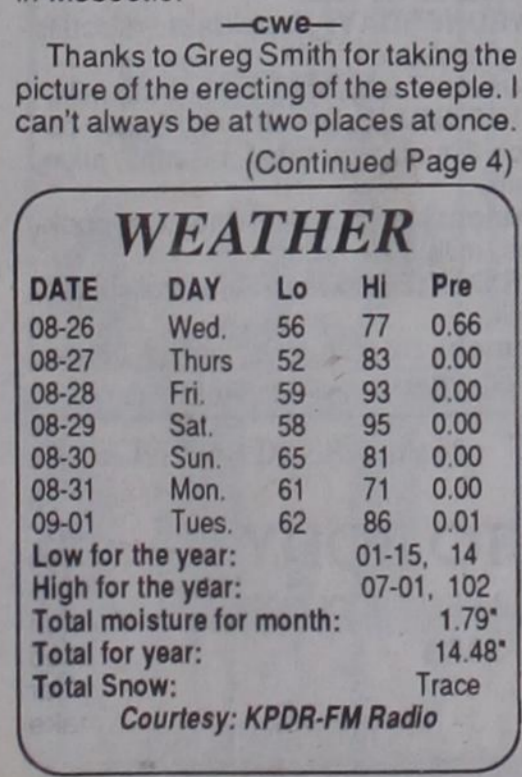 —cwe—
Thanks to Greg Smith for taking the
picture of the erecting of the steeple. I
can't always be at two places at once.
(Continued Page 4)
WEATHER
DATE DAY Lo Hi Pre
08-26 Wed. 56 77 0.66
08-27 Thurs 52 83 0.00
08-28 Fri. 59 93 0.00
08-29 Sat. 58 95 0.00
08-30 Sun. 65 81 0.00
08-31 Mon. 61 71 0.00
09-01 Tues. 62 86 0.01
Low for the year: 01-15, 14
High for the year: 07-01, 102
Total moisture for month: 1.79"
Total for year: 14.48"
Total Snow: Trace
Courtesy: KPDR-FM Radio